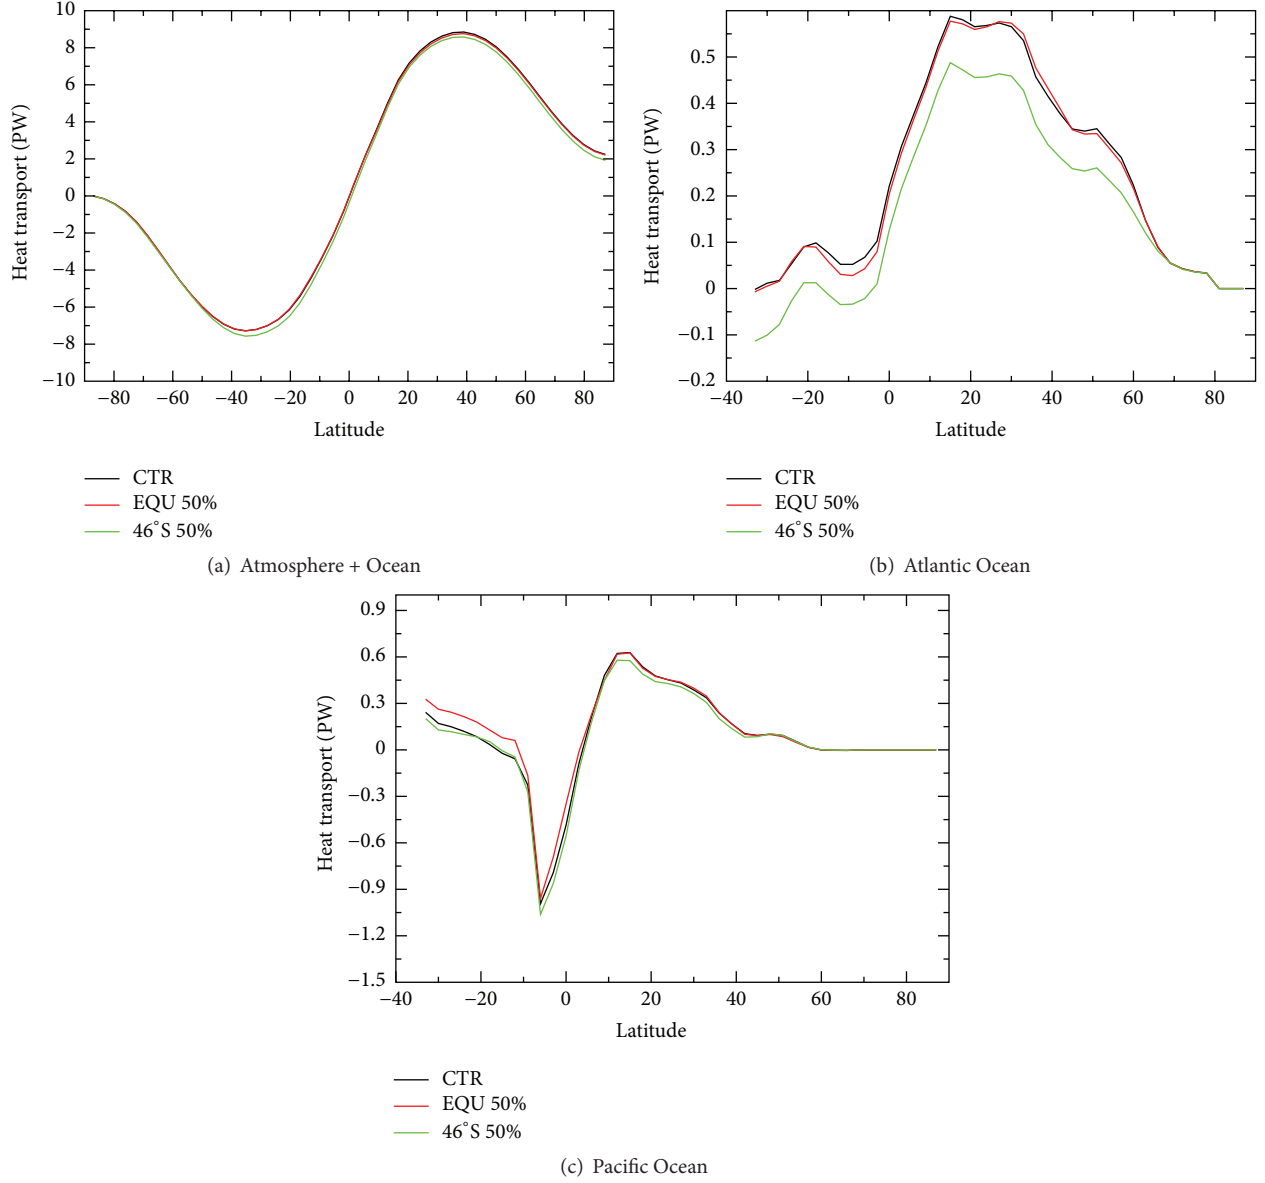 10
8
6
4
2
0
−2
−4
−6
−8
−10
Heat transport (PW)
−80 −60 −40 −20 0 20 40 60 80
Latitude
CTR
EQU 50%
46°S 50%
(a) Atmosphere + Ocean
0.5
0.4
0.3
0.2
0.1
0
−0.1
−0.2
Heat transport (PW)
−20 0 20 40 60 80
Latitude
CTR
EQU 50%
46°S 50%
(b) Atlantic Ocean
0.9
0.6
0.3
0
−0.3
−0.6
−0.9
−1.2
−1.5
Heat transport (PW)
−40 −20 0 20 40 60 80
Latitude
CTR
EQU 50%
46°S 50%
(c) Pacific Ocean